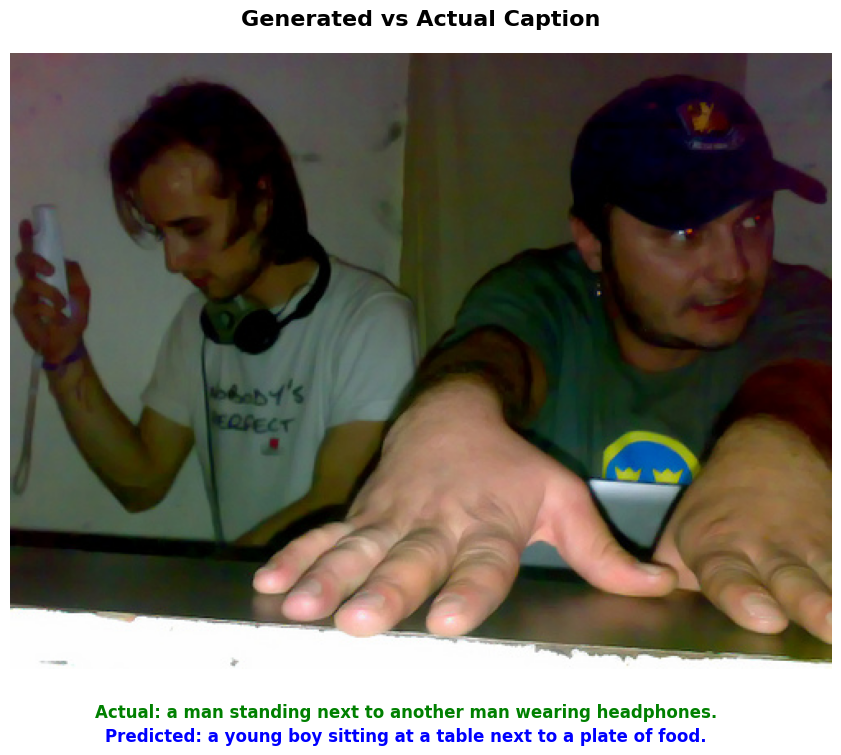 Generated vs Actual Caption
NOBODY'S
PERFECT
Actual: a man standing next to another man wearing headphones.
Predicted: a young boy sitting at a table next to a plate of food.